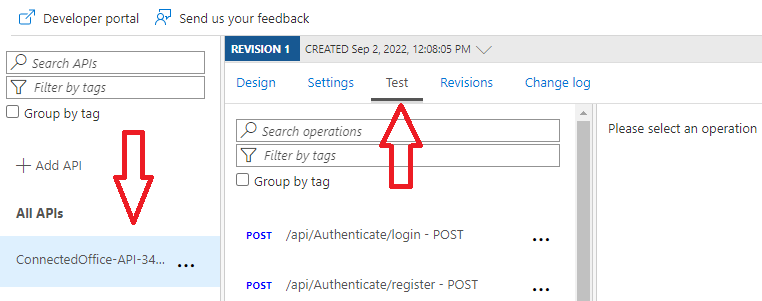 Developer portal Send us your feedback
REVISION 1 CREATED Sep 2, 2022, 12:08:05 PM
Search APIs
Filter by tags
Group by tag
+ Add API
All APIs
ConnectedOffice-API-34... ...
Design Settings Test Revisions Change log
Search operations
Filter by tags
Group by tag
POST /api/Authenticate/login - POST ...
POST /api/Authenticate/register - POST ...
Please select an operation